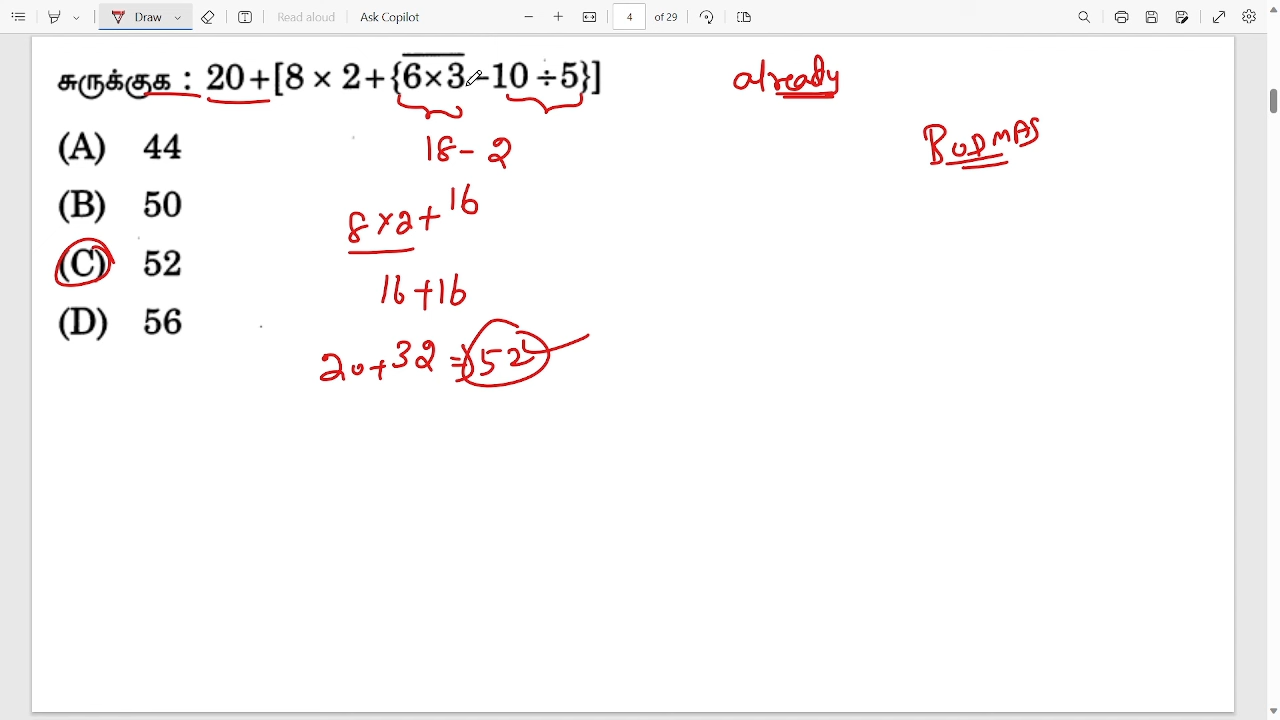 Draw
Read aloud
Ask Copilot
4 of 29
சுருக்குக : 20+[8 × 2+{6×3−10÷5}]
already
BODMAS
(A) 44
18 - 2
(B) 50
8×2+16
(C) 52
16+16
(D) 56
20+32 = 52